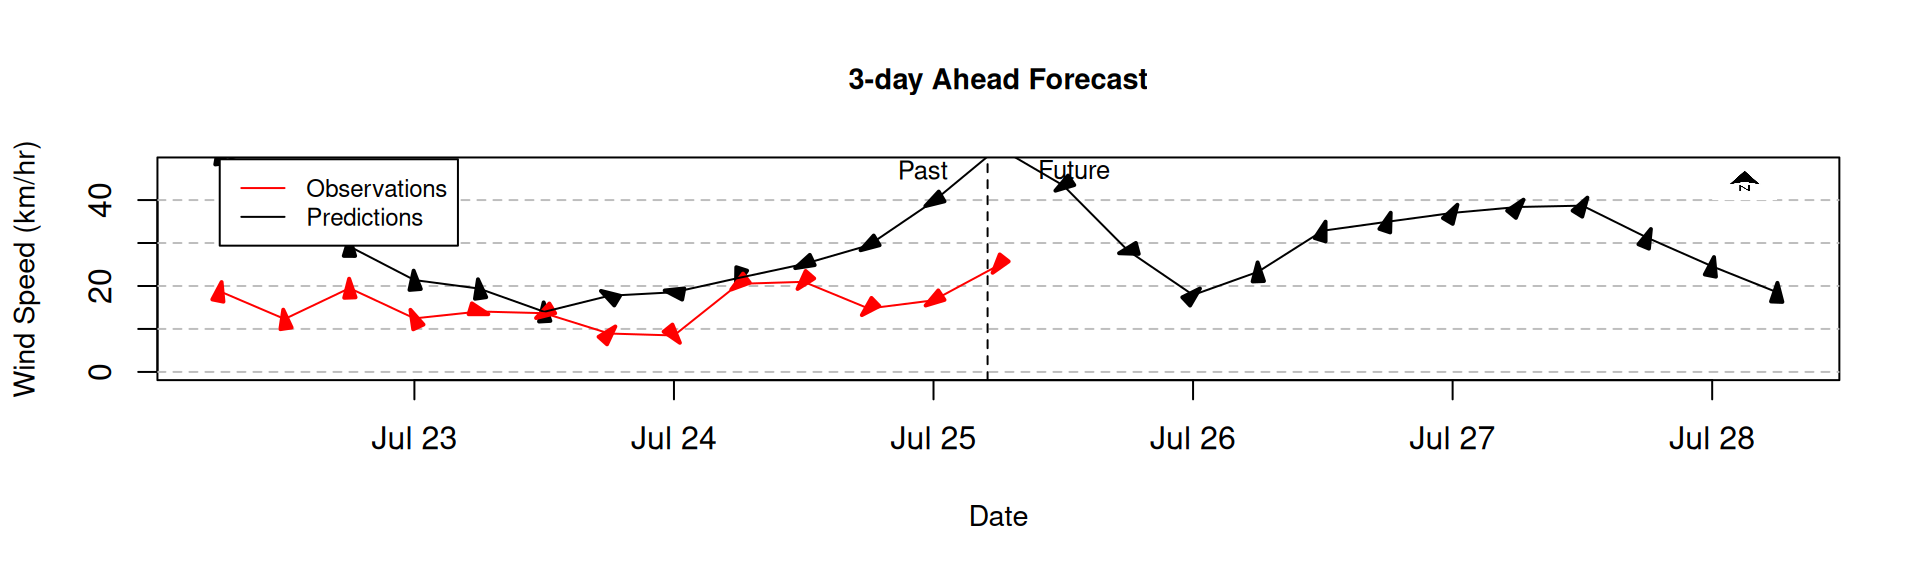 3-day Ahead Forecast
Wind Speed (km/hr)
40
20
0
Observations
Predictions
Past
Future
N
Jul 23
Jul 24
Jul 25
Jul 26
Jul 27
Jul 28
Date